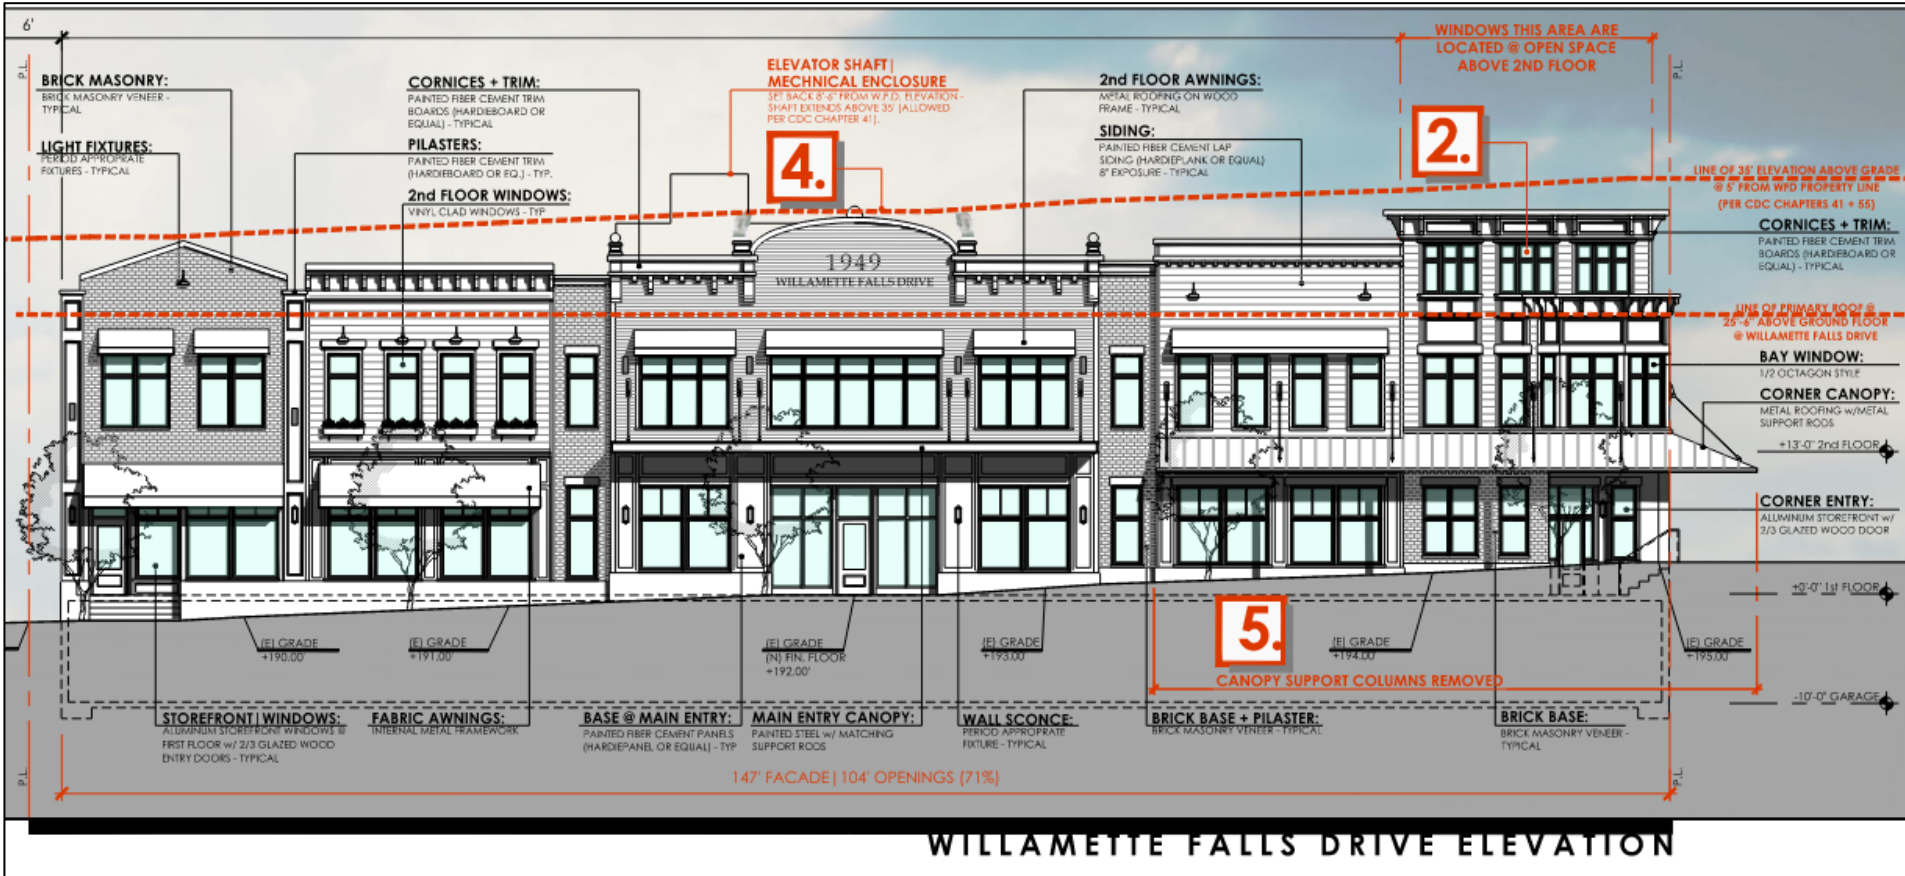 6'
WINDOWS THIS AREA ARE
LOCATED @ OPEN SPACE
ABOVE 2ND FLOOR
P.L.
P.L.
BRICK MASONRY:
BRICK MASONRY VENEER -
TYPICAL
CORNICES + TRIM:
PAINTED FIBER CEMENT TRIM
BOARDS (HARDIEBOARD OR
EQUAL) - TYPICAL
ELEVATOR SHAFT |
MECHNICAL ENCLOSURE
SET BACK 8'-6" FROM W.F.D. ELEVATION -
SHAFT EXTENDS ABOVE 35' (ALLOWED
PER CDC CHAPTER 41).
2nd FLOOR AWNINGS:
METAL ROOFING ON WOOD
FRAME - TYPICAL
LIGHT FIXTURES:
PERIOD APPROPRATE
FIXTURES - TYPICAL
PILASTERS:
PAINTED FIBER CEMENT TRIM
(HARDIEBOARD OR EQ.) - TYP.
4.
SIDING:
PAINTED FIBER CEMENT LAP
SIDING (HARDIEPLANK OR EQUAL)
8" EXPOSURE - TYPICAL
2.
2nd FLOOR WINDOWS:
VINYL CLAD WINDOWS - TYP
LINE OF 35' ELEVATION ABOVE GRADE
@ 5' FROM WFD PROPERTY LINE
(PER CDC CHAPTERS 41 + 55)
CORNICES + TRIM:
PAINTED FIBER CEMENT TRIM
BOARDS (HARDIEBOARD OR
EQUAL) - TYPICAL
1949
WILLAMETTE FALLS DRIVE
LINE OF PRIMARY ROOF @
25'-6" ABOVE GROUND FLOOR
@ WILLAMETTE FALLS DRIVE
BAY WINDOW:
1/2 OCTAGON STYLE
CORNER CANOPY:
METAL ROOFING w/METAL
SUPPORT RODS
+13'-0" 2nd FLOOR
CORNER ENTRY:
ALUMINUM STOREFRONT w/
2/3 GLAZED WOOD DOOR
+0'-0" 1st FLOOR
(E) GRADE
+190.00'
(E) GRADE
+191.00'
(E) GRADE
(N) FIN. FLOOR
+192.00'
(E) GRADE
+193.00'
5.
(E) GRADE
+194.00'
(E) GRADE
+195.00'
CANOPY SUPPORT COLUMNS REMOVED
-10'-0" GARAGE
STOREFRONT | WINDOWS:
ALUMINUM STOREFRONT WINDOWS @
FIRST FLOOR w/ 2/3 GLAZED WOOD
ENTRY DOORS - TYPICAL
FABRIC AWNINGS:
INTERNAL METAL FRAMEWORK
BASE @ MAIN ENTRY:
PAINTED FIBER CEMENT PANELS
(HARDIEPANEL OR EQUAL) - TYP
MAIN ENTRY CANOPY:
PAINTED STEEL w/ MATCHING
SUPPORT RODS
WALL SCONCE:
PERIOD APPROPRATE
FIXTURE - TYPICAL
BRICK BASE + PILASTER:
BRICK MASONRY VENEER - TYPICAL
BRICK BASE:
BRICK MASONRY VENEER -
TYPICAL
P.L.
P.L.
147' FACADE | 104' OPENINGS (71%)
WILLAMETTE FALLS DRIVE ELEVATION